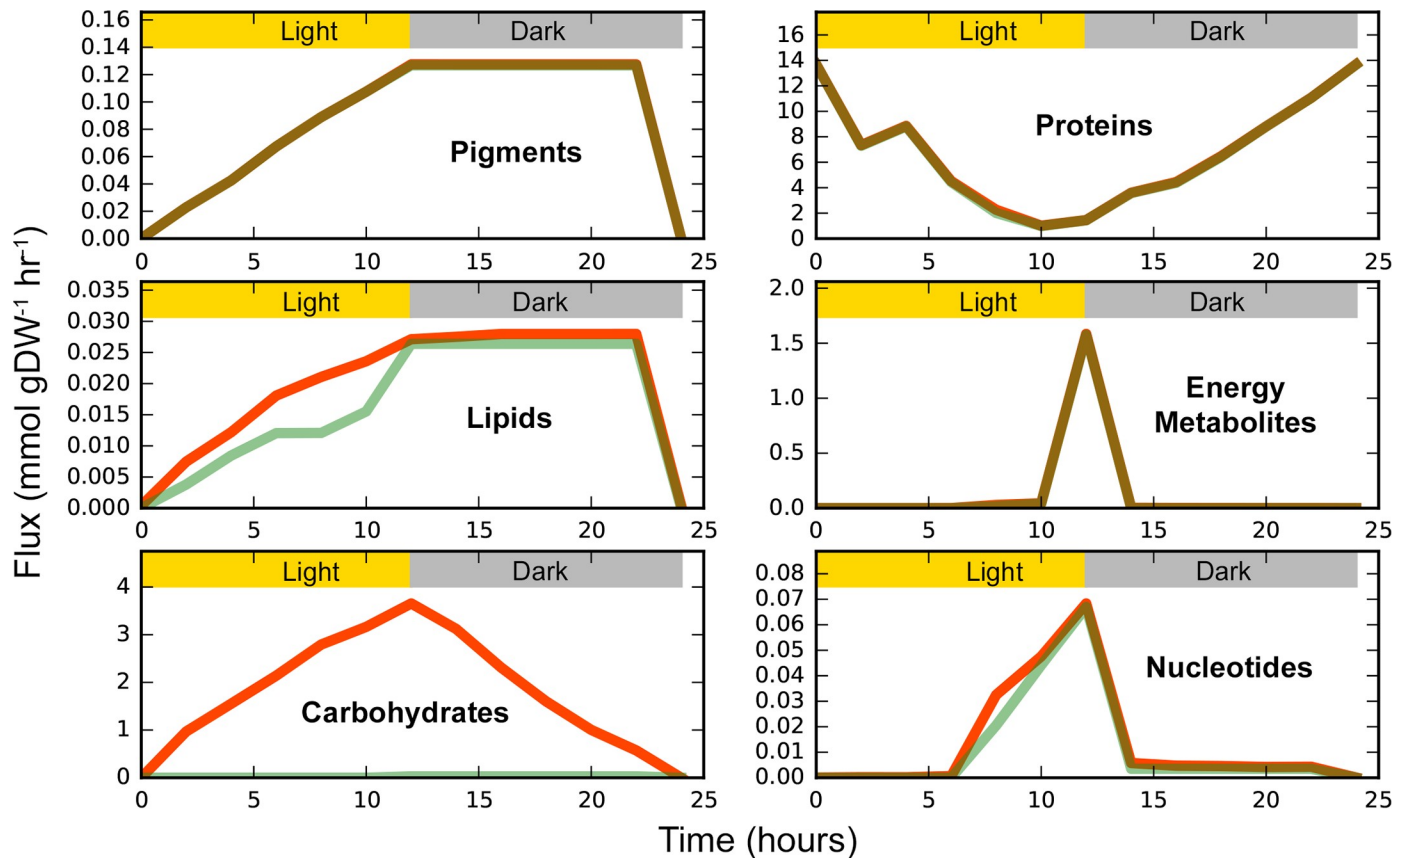 Flux (mmol gDW⁻¹ hr⁻¹)
0.16
0.14
0.12
0.10
0.08
0.06
0.04
0.02
0.00
Light Dark
Pigments
0 5 10 15 20 25
16
14
12
10
8
6
4
2
0
Light Dark
Proteins
0 5 10 15 20 25
0.035
0.030
0.025
0.020
0.015
0.010
0.005
0.000
Light Dark
Lipids
0 5 10 15 20 25
2.0
1.5
1.0
0.5
0.0
Light Dark
Energy
Metabolites
0 5 10 15 20 25
4
3
2
1
0
Light Dark
Carbohydrates
0 5 10 15 20 25
0.08
0.07
0.06
0.05
0.04
0.03
0.02
0.01
0.00
Light Dark
Nucleotides
0 5 10 15 20 25
Time (hours)